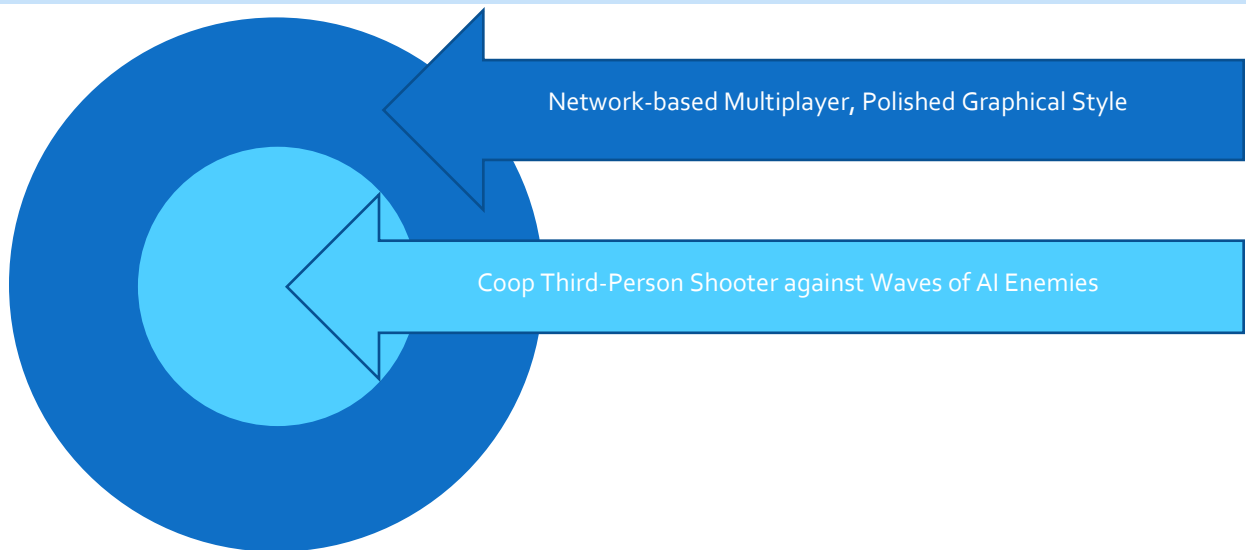 Network-based Multiplayer, Polished Graphical Style
Coop Third-Person Shooter against Waves of AI Enemies